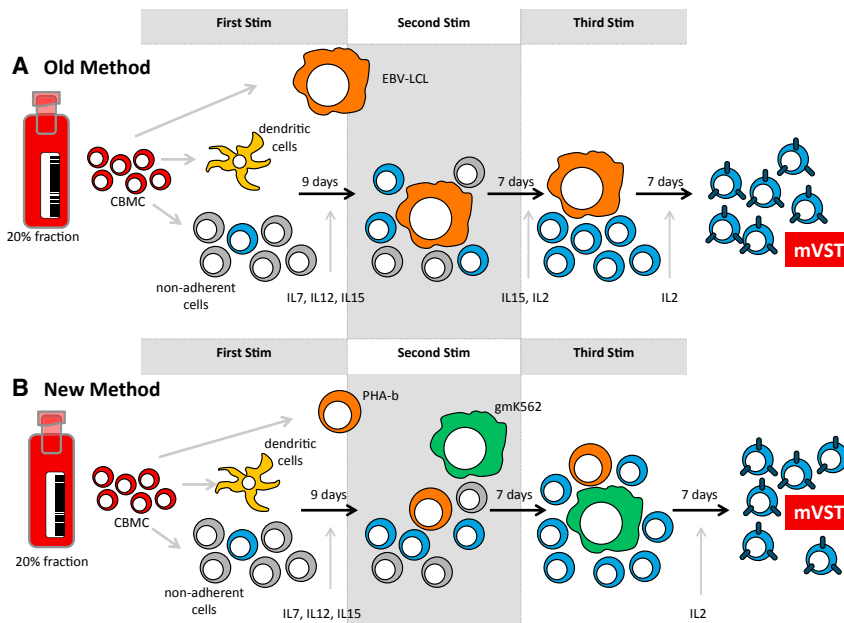 First Stim
Second Stim
Third Stim
A Old Method
EBV-LCL
dendritic
cells
9 days
7 days
7 days
CBMC
20% fraction
mVST
non-adherent
cells
IL7, IL12, IL15
IL15, IL2
IL2
First Stim
Second Stim
Third Stim
B New Method
PHA-b
gmK562
dendritic
cells
9 days
7 days
7 days
CBMC
mVST
20% fraction
non-adherent
cells
IL7, IL12, IL15
IL2